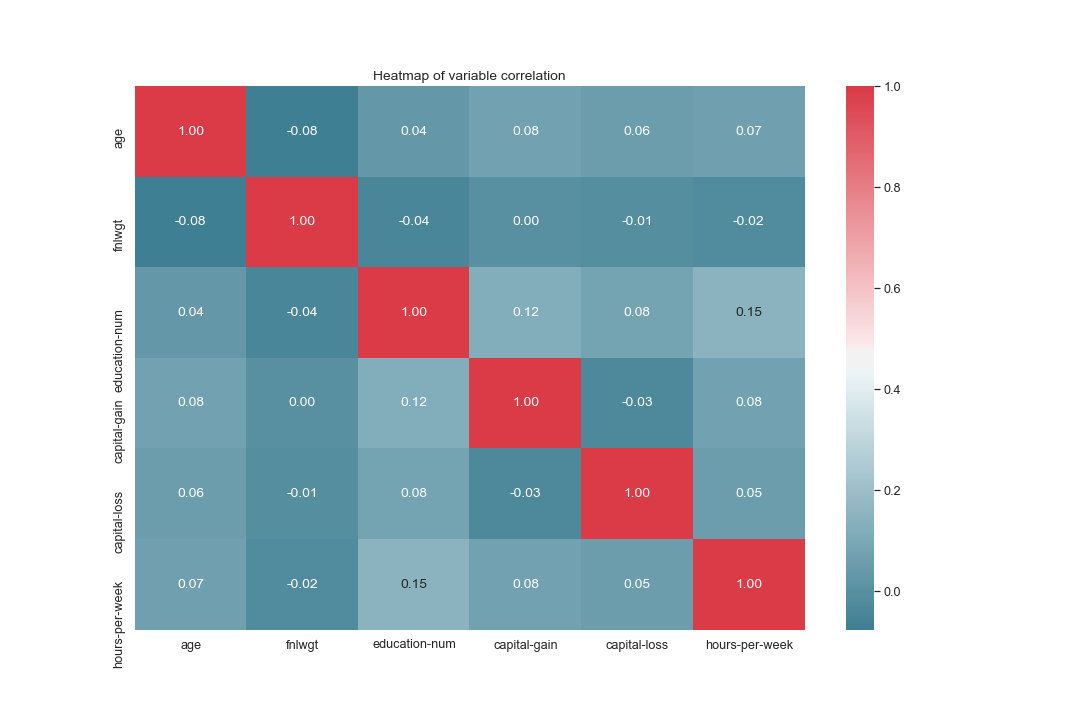 Heatmap of variable correlation
age 1.00 -0.08 0.04 0.08 0.06 0.07
fnlwgt -0.08 1.00 -0.04 0.00 -0.01 -0.02
education-num 0.04 -0.04 1.00 0.12 0.08 0.15
capital-gain 0.08 0.00 0.12 1.00 -0.03 0.08
capital-loss 0.06 -0.01 0.08 -0.03 1.00 0.05
hours-per-week 0.07 -0.02 0.15 0.08 0.05 1.00
age fnlwgt education-num capital-gain capital-loss hours-per-week
1.0
0.8
0.6
0.4
0.2
0.0